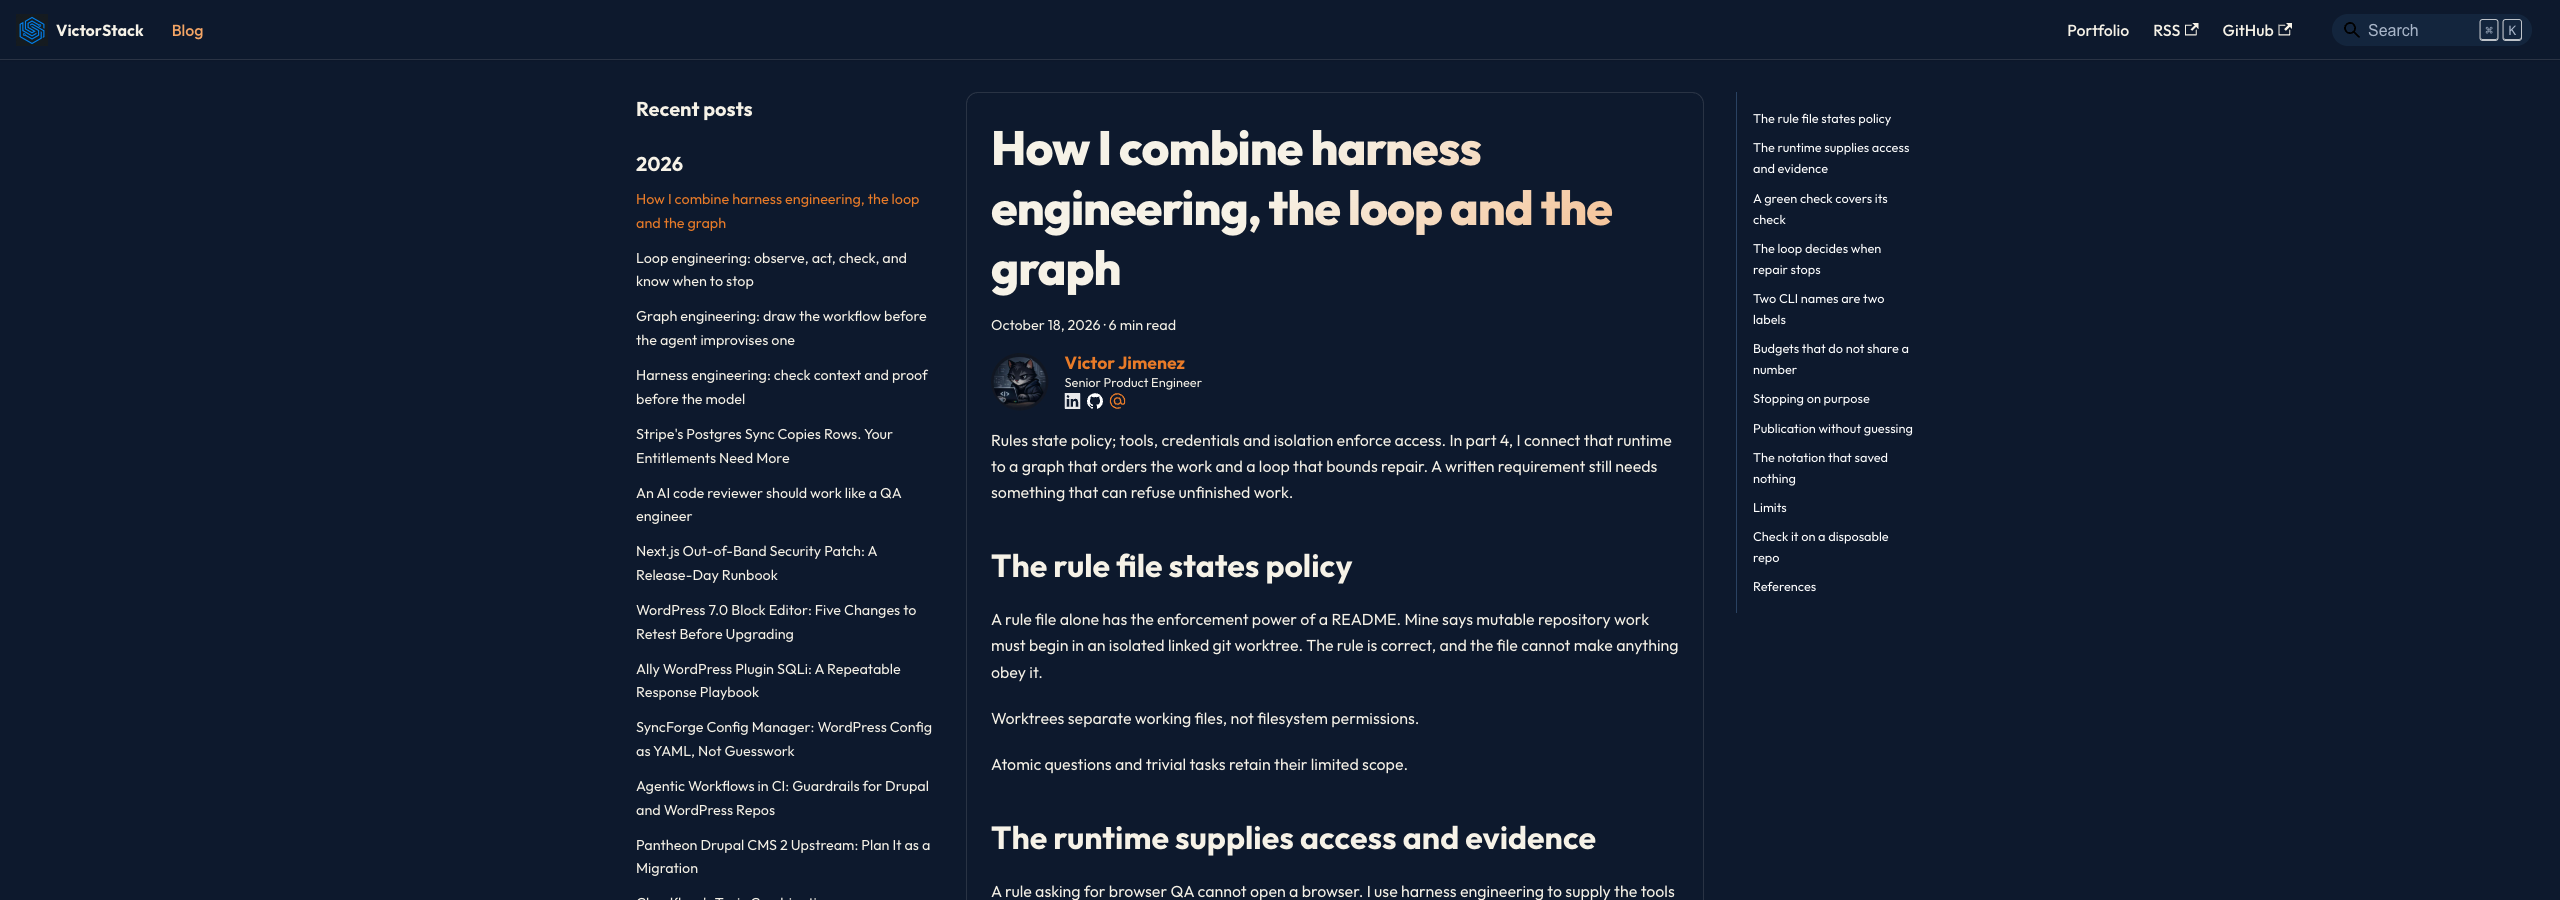 VictorStack
Blog
Portfolio
RSS
GitHub
Search
⌘ K
Recent posts
2026
How I combine harness engineering, the loop
and the graph
Loop engineering: observe, act, check, and
know when to stop
Graph engineering: draw the workflow before
the agent improvises one
Harness engineering: check context and proof
before the model
Stripe's Postgres Sync Copies Rows. Your
Entitlements Need More
An AI code reviewer should work like a QA
engineer
Next.js Out-of-Band Security Patch: A
Release-Day Runbook
WordPress 7.0 Block Editor: Five Changes to
Retest Before Upgrading
Ally WordPress Plugin SQLi: A Repeatable
Response Playbook
SyncForge Config Manager: WordPress Config
as YAML, Not Guesswork
Agentic Workflows in CI: Guardrails for Drupal
and WordPress Repos
Pantheon Drupal CMS 2 Upstream: Plan It as a
Migration
How I combine harness
engineering, the loop and the
graph
October 18, 2026 · 6 min read
Victor Jimenez
Senior Product Engineer
Rules state policy; tools, credentials and isolation enforce access. In part 4, I connect that runtime
to a graph that orders the work and a loop that bounds repair. A written requirement still needs
something that can refuse unfinished work.
The rule file states policy
A rule file alone has the enforcement power of a README. Mine says mutable repository work
must begin in an isolated linked git worktree. The rule is correct, and the file cannot make anything
obey it.
Worktrees separate working files, not filesystem permissions.
Atomic questions and trivial tasks retain their limited scope.
The runtime supplies access and evidence
A rule asking for browser QA cannot open a browser. I use harness engineering to supply the tools
The rule file states policy
The runtime supplies access
and evidence
A green check covers its
check
The loop decides when
repair stops
Two CLI names are two
labels
Budgets that do not share a
number
Stopping on purpose
Publication without guessing
The notation that saved
nothing
Limits
Check it on a disposable
repo
References